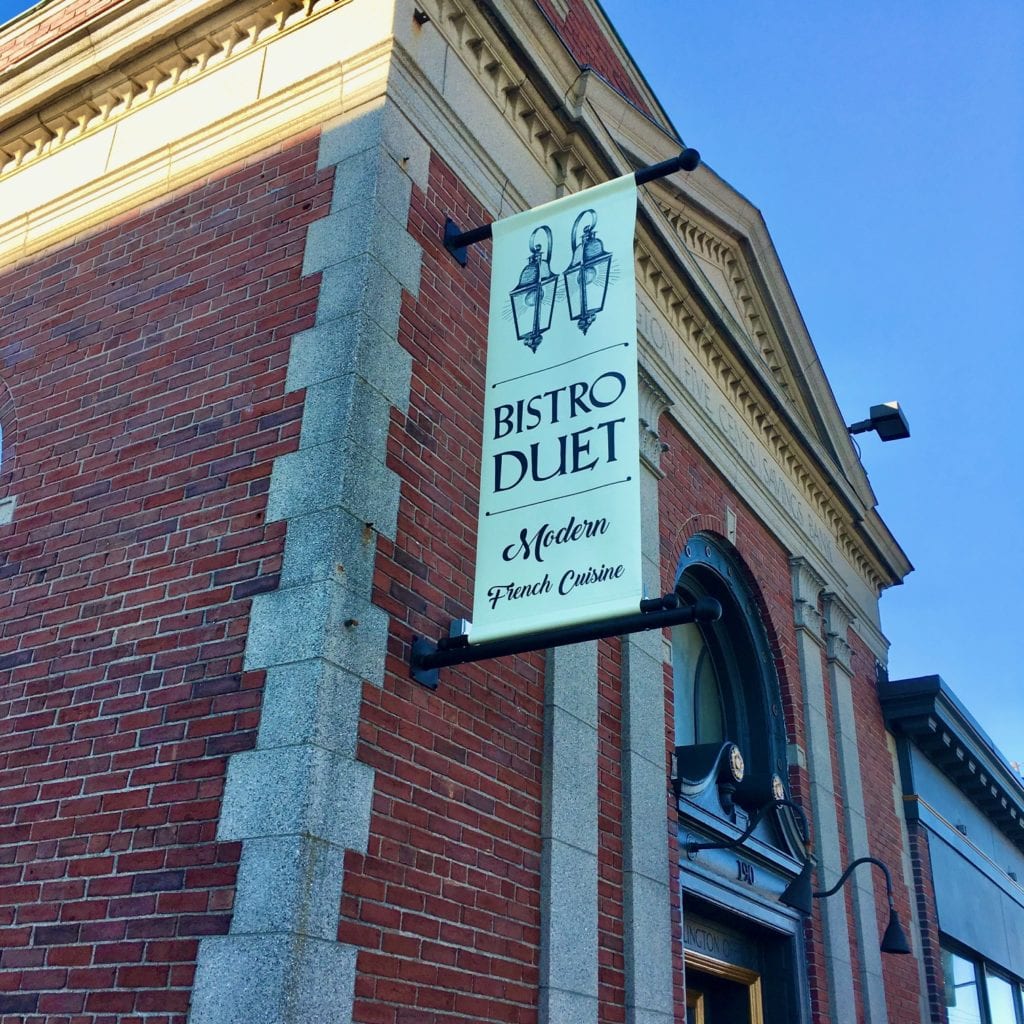 BISTRO
DUET
Modern
French Cuisine
FIVE CENTS SAVINGS BANK
190